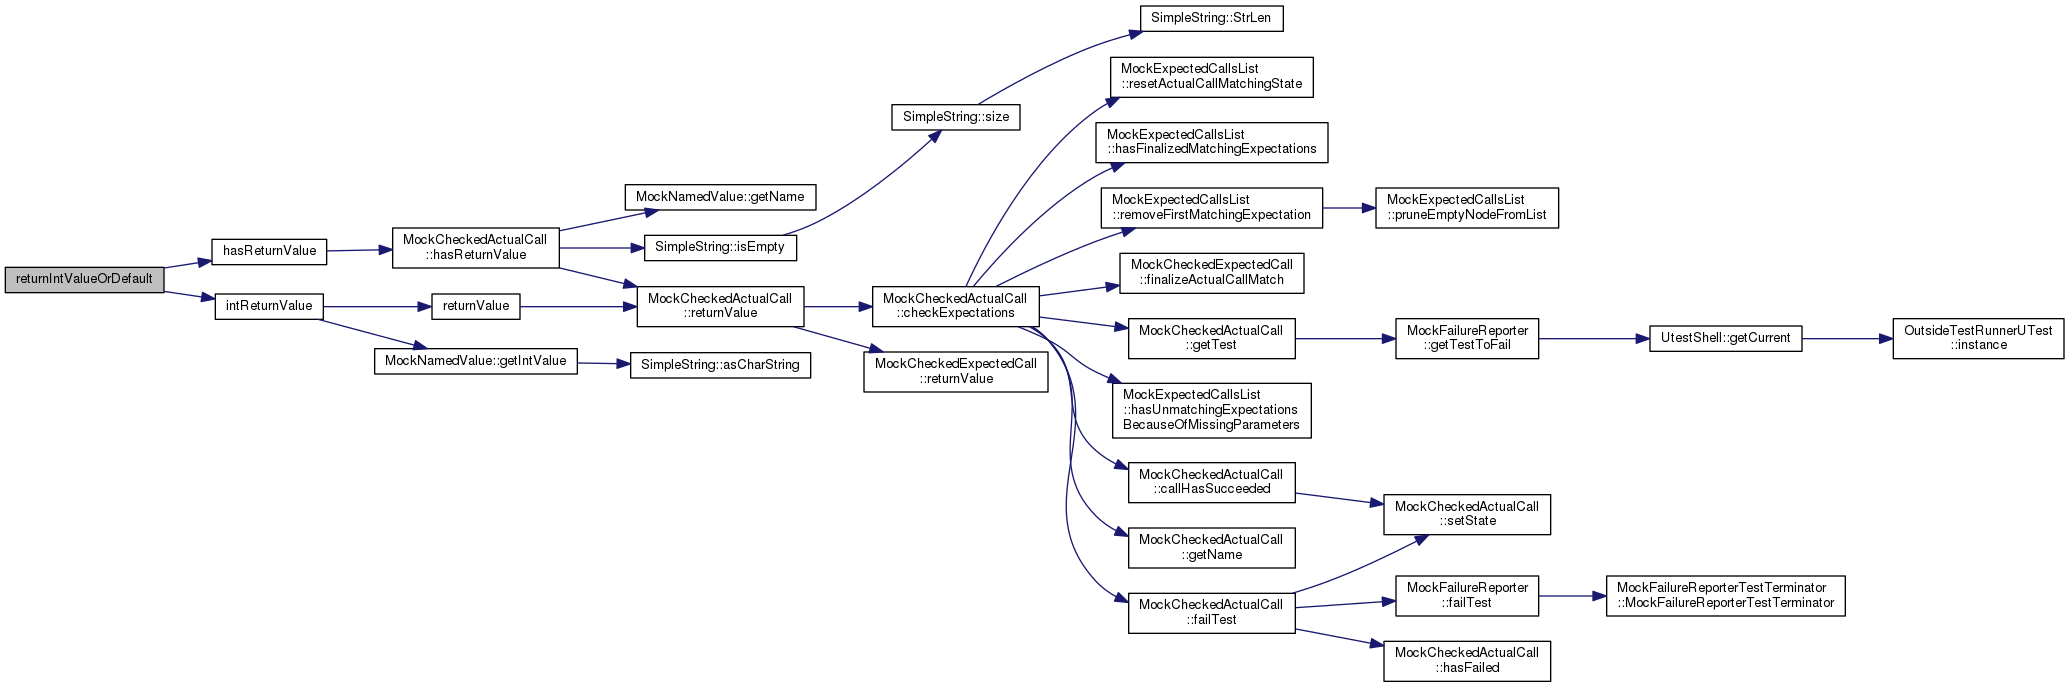 returnIntValueOrDefault
hasReturnValue
intReturnValue
MockCheckedActualCall
::hasReturnValue
returnValue
MockNamedValue::getIntValue
MockNamedValue::getName
SimpleString::isEmpty
MockCheckedActualCall
::returnValue
SimpleString::asCharString
SimpleString::size
MockCheckedActualCall
::checkExpectations
MockCheckedExpectedCall
::returnValue
SimpleString::StrLen
MockExpectedCallsList
::resetActualCallMatchingState
MockExpectedCallsList
::hasFinalizedMatchingExpectations
MockExpectedCallsList
::removeFirstMatchingExpectation
MockExpectedCallsList
::pruneEmptyNodeFromList
MockCheckedExpectedCall
::finalizeActualCallMatch
MockCheckedActualCall
::getTest
MockFailureReporter
::getTestToFail
UtestShell::getCurrent
OutsideTestRunnerUTest
::instance
MockExpectedCallsList
::hasUnmatchingExpectations
BecauseOfMissingParameters
MockCheckedActualCall
::callHasSucceeded
MockCheckedActualCall
::setState
MockCheckedActualCall
::getName
MockCheckedActualCall
::failTest
MockFailureReporter
::failTest
MockFailureReporterTestTerminator
::MockFailureReporterTestTerminator
MockCheckedActualCall
::hasFailed